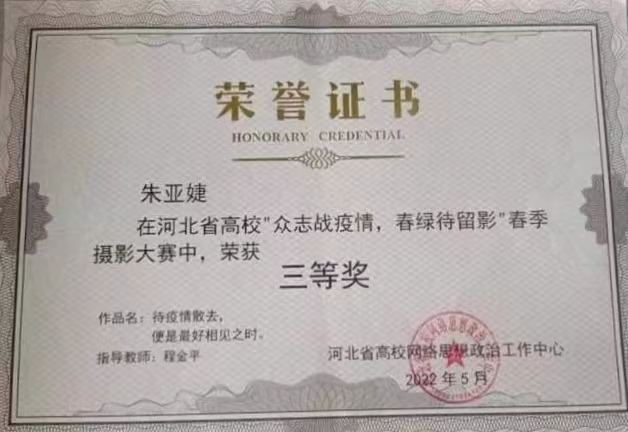 荣誉证书
HONORARY CREDENTIAL
朱亚婕
在河北省高校"众志战疫情，春绿待留影"春季
摄影大赛中，荣获
三等奖
作品名：待疫情散去，
便是最好相见之时。
指导教师：程金平
河北省高校网络思想政治工作中心
2022年5月